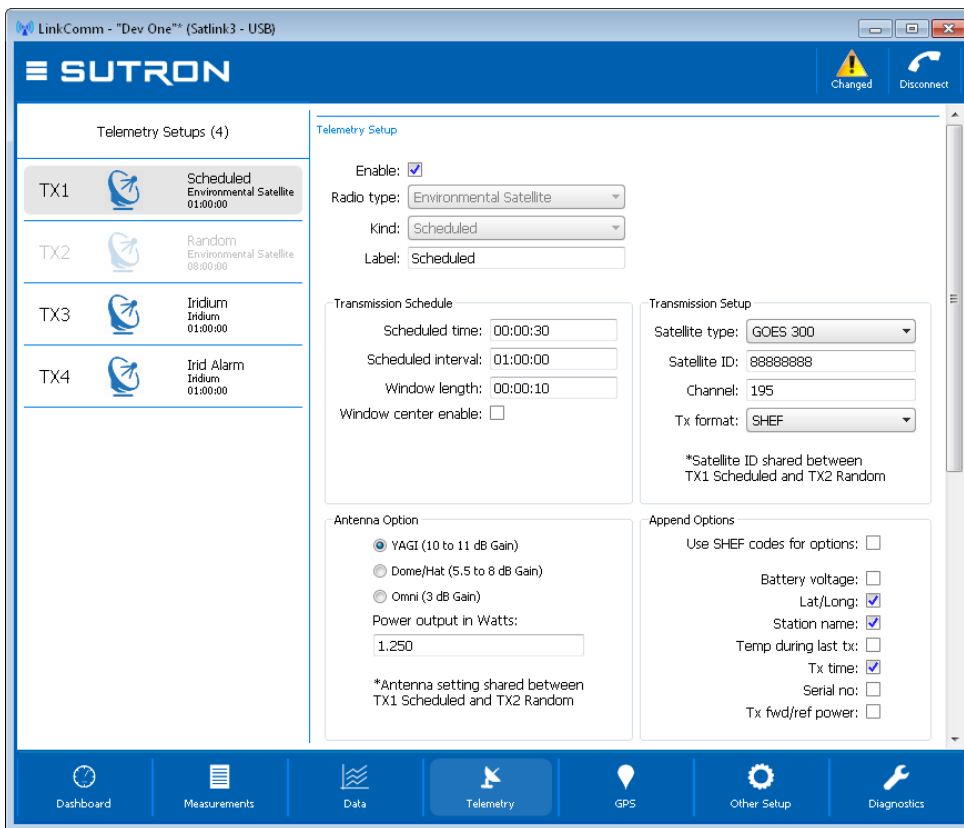 LinkComm - "Dev One"* (Satlink3 - USB)
SUTRON
Changed
Disconnect
Telemetry Setups (4)
TX1
Scheduled
Environmental Satellite
01:00:00
TX2
Random
Environmental Satellite
08:00:00
TX3
Iridium
Iridium
01:00:00
TX4
Irid Alarm
Iridium
01:00:00
Telemetry Setup
Enable:
Radio type: Environmental Satellite
Kind: Scheduled
Label: Scheduled
Transmission Schedule
Scheduled time: 00:00:30
Scheduled interval: 01:00:00
Window length: 00:00:10
Window center enable:
Transmission Setup
Satellite type: GOES 300
Satellite ID: 88888888
Channel: 195
Tx format: SHEF
*Satellite ID shared between
TX1 Scheduled and TX2 Random
Antenna Option
YAGI (10 to 11 dB Gain)
Dome/Hat (5.5 to 8 dB Gain)
Omni (3 dB Gain)
Power output in Watts:
1.250
*Antenna setting shared between
TX1 Scheduled and TX2 Random
Append Options
Use SHEF codes for options:
Battery voltage:
Lat/Long:
Station name:
Temp during last tx:
Tx time:
Serial no:
Tx fwd/ref power:
Dashboard
Measurements
Data
Telemetry
GPS
Other Setup
Diagnostics